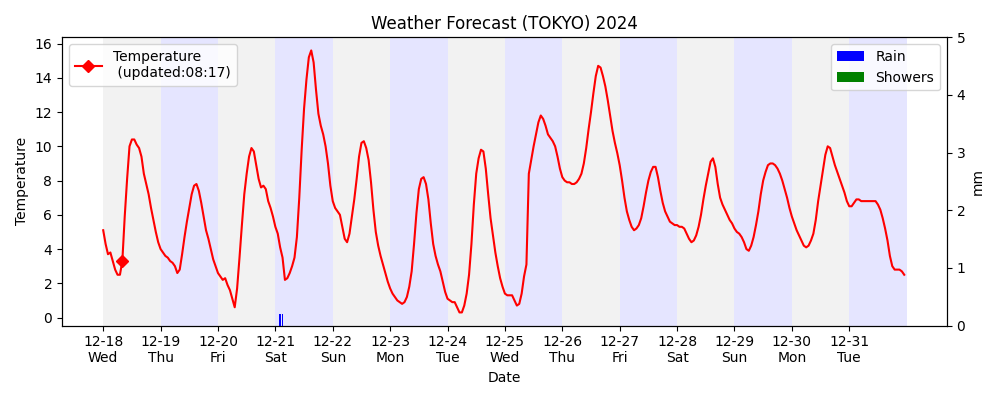 Weather Forecast (TOKYO) 2024
Temperature
(updated:08:17)
Rain
Showers
Temperature
16
14
12
10
8
6
4
2
0
5
4
3
2
1
0
mm
12-18 12-19 12-20 12-21 12-22 12-23 12-24 12-25 12-26 12-27 12-28 12-29 12-30 12-31
Wed Thu Fri Sat Sun Mon Tue Wed Thu Fri Sat Sun Mon Tue
Date